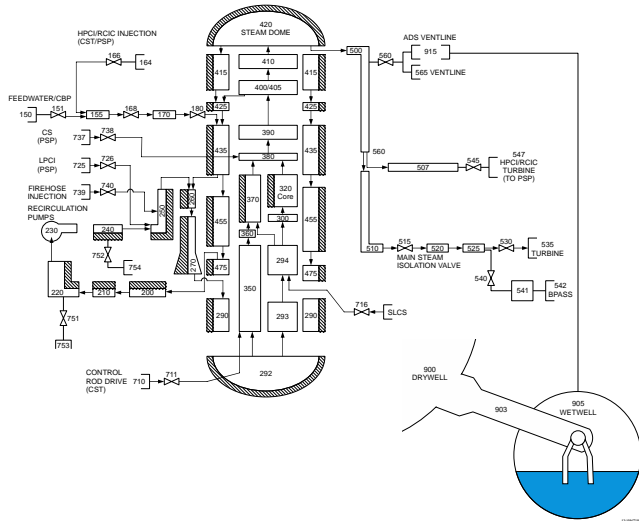 420
STEAM DOME
HPCI/RCIC INJECTION
(CST/PSP)
166
164
ADS VENTLINE
915
500
560
565 VENTLINE
410
415
415
400/405
425
425
FEEDWATER/CBP
150
151
155
168
170
180
CS
(PSP)
737
738
435
390
435
380
560
507
545
547
HPCI/RCIC
TURBINE
(TO PSP)
LPCI
(PSP)
725
726
FIREHOSE INJECTION
739
740
250
260
370
320
Core
300
455
455
RECIRCULATION
PUMPS
230
240
752
754
360
270
475
475
294
350
510
515
MAIN STEAM
ISOLATION VALVE
520
525
530
535
TURBINE
540
541
542
BPASS
220
210
200
751
753
290
293
290
716
SLCS
292
CONTROL
ROD DRIVE
(CST)
710
711
900
DRYWELL
903
905
WETWELL